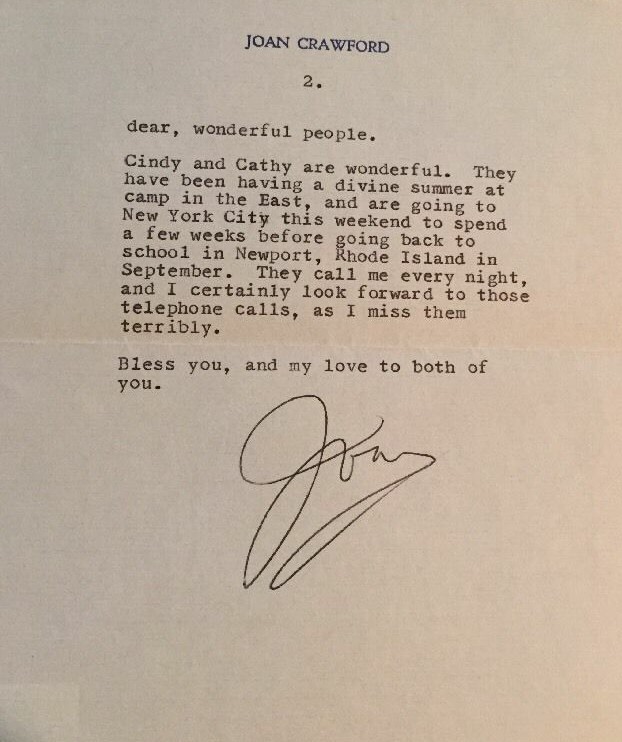 JOAN CRAWFORD
2.
dear, wonderful people.
Cindy and Cathy are wonderful. They
have been having a divine summer at
camp in the East, and are going to
New York City this weekend to spend
a few weeks before going back to
school in Newport, Rhode Island in
September. They call me every night,
and I certainly look forward to those
telephone calls, as I miss them
terribly.
Bless you, and my love to both of
you.
Joan